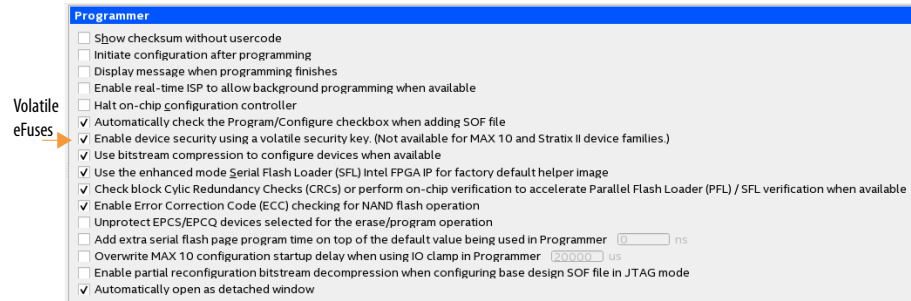 Programmer
Show checksum without usercode
Initiate configuration after programming
Display message when programming finishes
Enable real-time ISP to allow background programming when available
Halt on-chip configuration controller
Automatically check the Program/Configure checkbox when adding SOF file
Volatile
eFuses
Enable device security using a volatile security key. (Not available for MAX 10 and Stratix II device families.)
Use bitstream compression to configure devices when available
Use the enhanced mode Serial Flash Loader (SFL) Intel FPGA IP for factory default helper image
Check block Cylic Redundancy Checks (CRCs) or perform on-chip verification to accelerate Parallel Flash Loader (PFL) / SFL verification when available
Enable Error Correction Code (ECC) checking for NAND flash operation
Unprotect EPCS/EPCQ devices selected for the erase/program operation
Add extra serial flash page program time on top of the default value being used in Programmer 0 ns
Overwrite MAX 10 configuration startup delay when using IO clamp in Programmer 20000 us
Enable partial reconfiguration bitstream decompression when configuring base design SOF file in JTAG mode
Automatically open as detached window